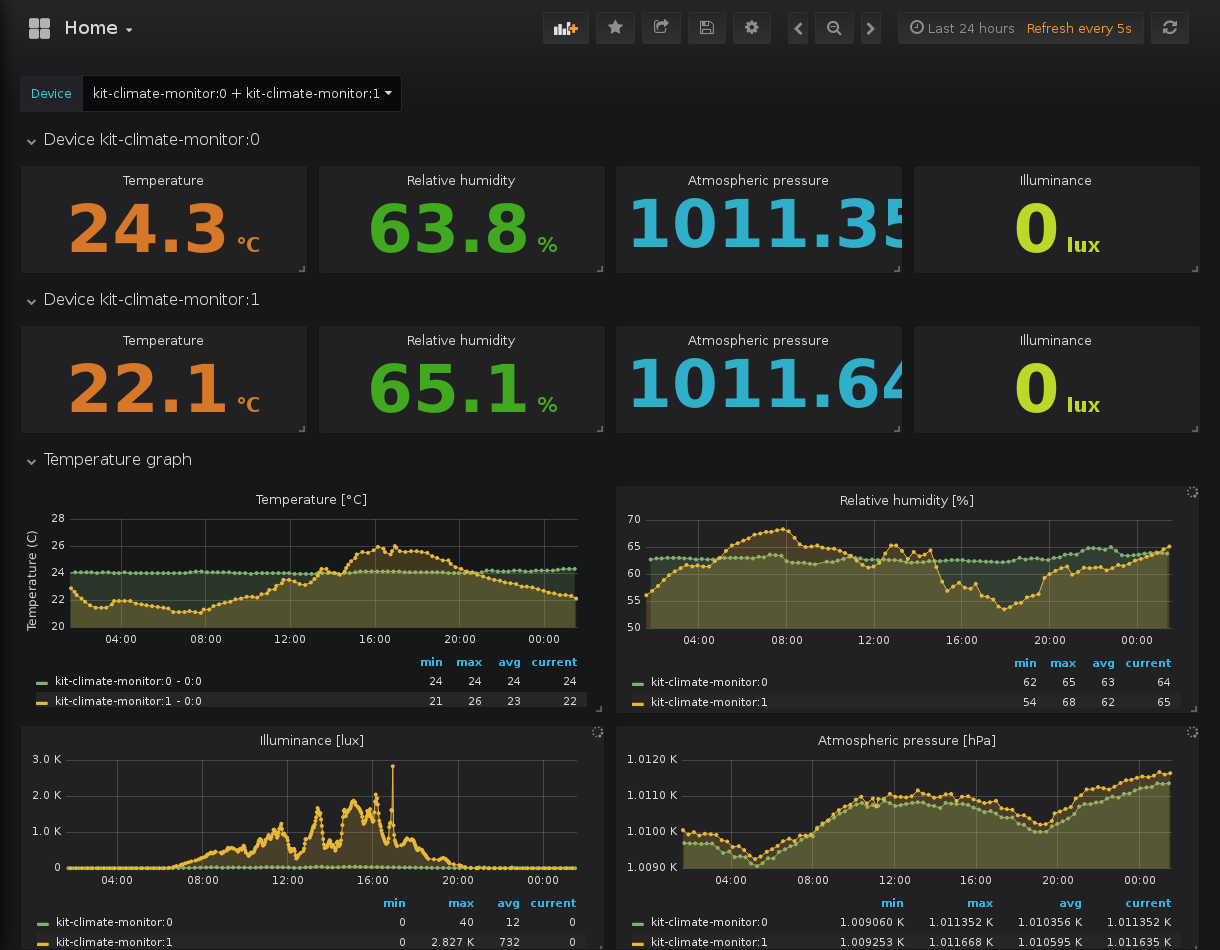 Home
Last 24 hours Refresh every 5s
Device kit-climate-monitor:0 + kit-climate-monitor:1
Device kit-climate-monitor:0
Temperature Relative humidity Atmospheric pressure Illuminance
24.3 °C 63.8 % 1011.35 0 lux
Device kit-climate-monitor:1
Temperature Relative humidity Atmospheric pressure Illuminance
22.1 °C 65.1 % 1011.64 0 lux
Temperature graph
Temperature [°C]
Temperature (C)
28
26
24
22
20
04:00 08:00 12:00 16:00 20:00 00:00
min max avg current
kit-climate-monitor:0 - 0:0 24 24 24 24
kit-climate-monitor:1 - 0:0 21 26 23 22
Relative humidity [%]
70
65
60
55
50
04:00 08:00 12:00 16:00 20:00 00:00
min max avg current
kit-climate-monitor:0 62 65 63 64
kit-climate-monitor:1 54 68 62 65
Illuminance [lux]
3.0 K
2.0 K
1.0 K
0
04:00 08:00 12:00 16:00 20:00 00:00
min max avg current
kit-climate-monitor:0 0 40 12 0
kit-climate-monitor:1 0 2.827 K 732 0
Atmospheric pressure [hPa]
1.0120 K
1.0110 K
1.0100 K
1.0090 K
04:00 08:00 12:00 16:00 20:00 00:00
min max avg current
kit-climate-monitor:0 1.009060 K 1.011352 K 1.010356 K 1.011352 K
kit-climate-monitor:1 1.009253 K 1.011668 K 1.010595 K 1.011635 K